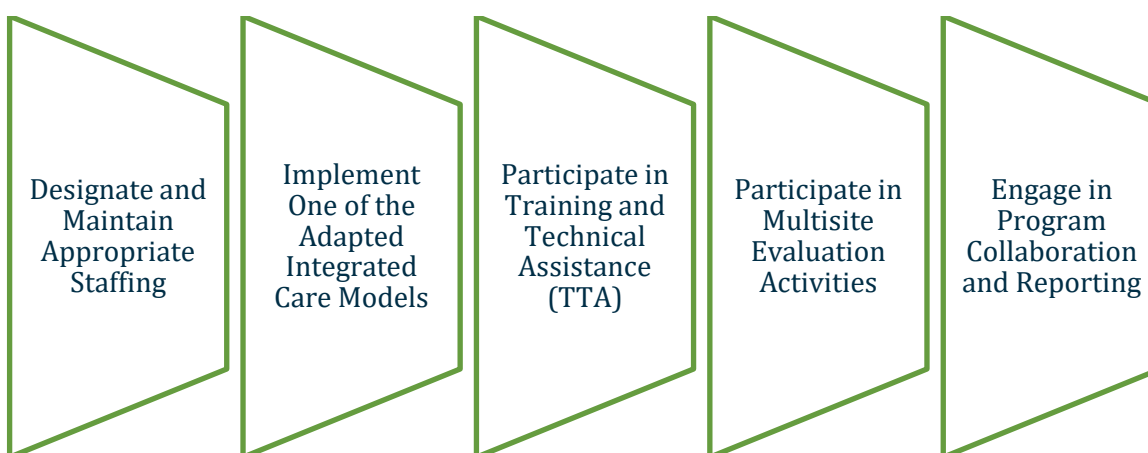 Designate and
Maintain
Appropriate
Staffing
Implement
One of the
Adapted
Integrated
Care Models
Participate in
Training and
Technical
Assistance
(TTA)
Participate in
Multisite
Evaluation
Activities
Engage in
Program
Collaboration
and Reporting